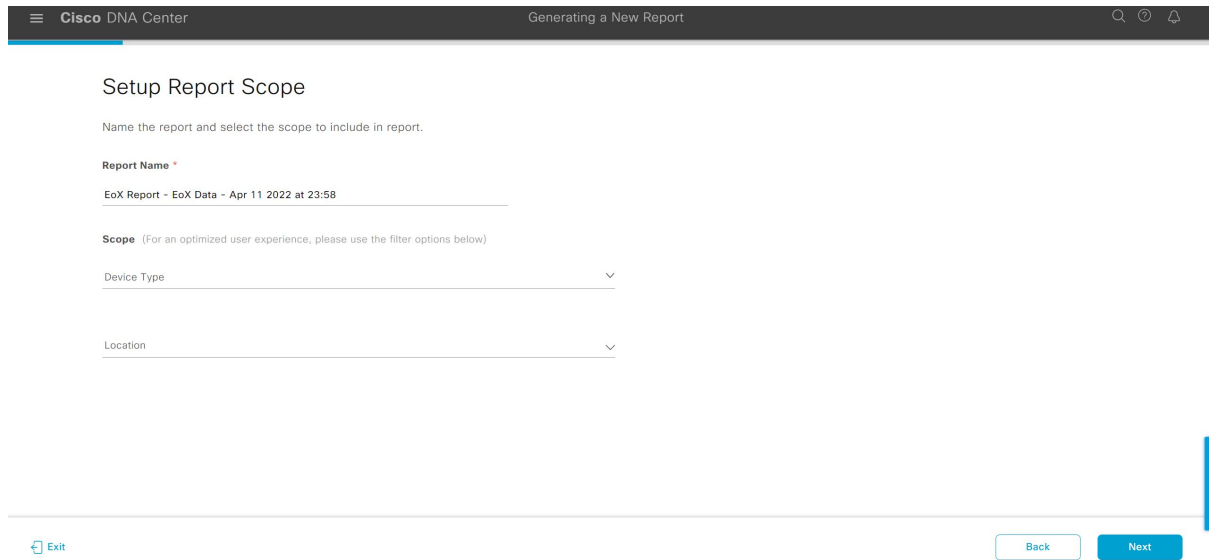 Cisco DNA Center
Generating a New Report
Setup Report Scope
Name the report and select the scope to include in report.
Report Name *
EoX Report - EoX Data - Apr 11 2022 at 23:58
Scope (For an optimized user experience, please use the filter options below)
Device Type
Location
Exit
Back
Next